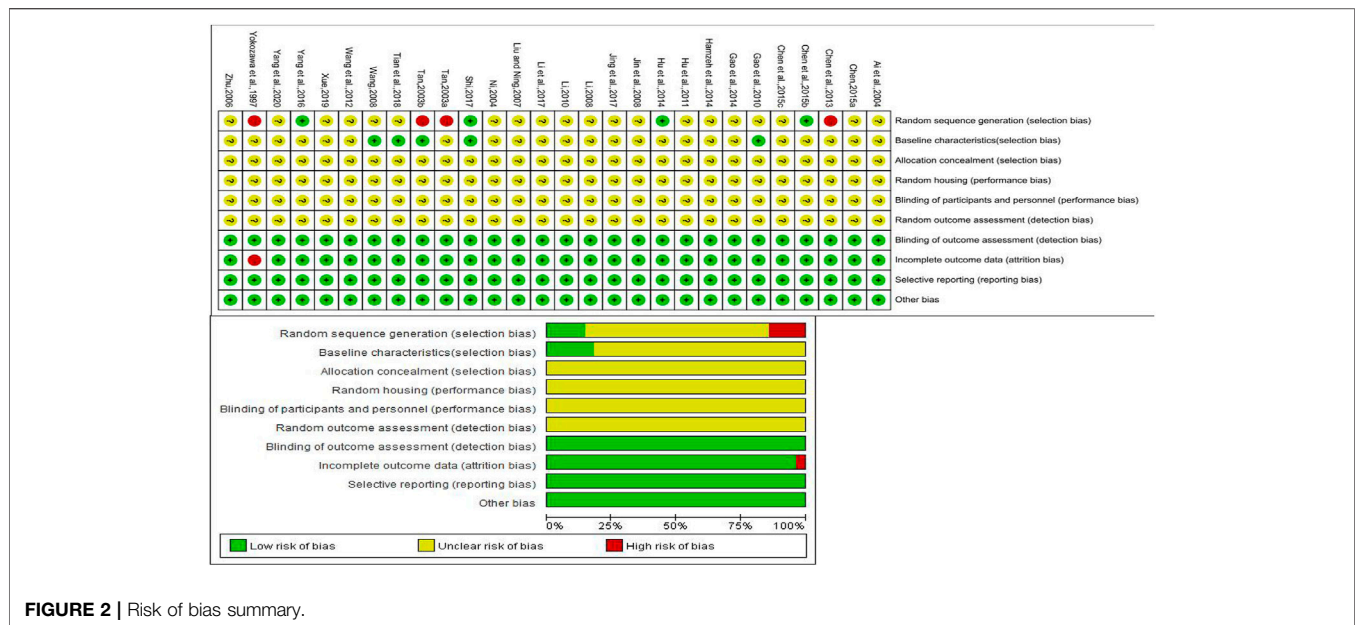 Zhu, 2006
Yokozawa et al., 1997
Yang et al., 2020
Yang et al., 2016
Xue, 2019
Wang et al., 2012
Wang, 2008
Tian et al., 2018
Tan, 2003b
Tan, 2003a
Shi, 2017
Ni, 2004
Liu and Ning, 2007
Li et al., 2017
Li, 2010
Li, 2008
Jing et al., 2017
Jin et al., 2008
Hu et al., 2014
Hu et al., 2011
Hamzeh et al., 2014
Gao et al., 2014
Gao et al., 2010
Chen et al., 2015c
Chen et al., 2015b
Chen et al., 2013
Chen, 2015a
Ai et al., 2004
Random sequence generation (selection bias)
Baseline characteristics(selection bias)
Allocation concealment (selection bias)
Random housing (performance bias)
Blinding of participants and personnel (performance bias)
Random outcome assessment (detection bias)
Blinding of outcome assessment (detection bias)
Incomplete outcome data (attrition bias)
Selective reporting (reporting bias)
Other bias
Random sequence generation (selection bias)
Baseline characteristics(selection bias)
Allocation concealment (selection bias)
Random housing (performance bias)
Blinding of participants and personnel (performance bias)
Random outcome assessment (detection bias)
Blinding of outcome assessment (detection bias)
Incomplete outcome data (attrition bias)
Selective reporting (reporting bias)
Other bias
0% 25% 50% 75% 100%
Low risk of bias Unclear risk of bias High risk of bias
FIGURE 2 | Risk of bias summary.